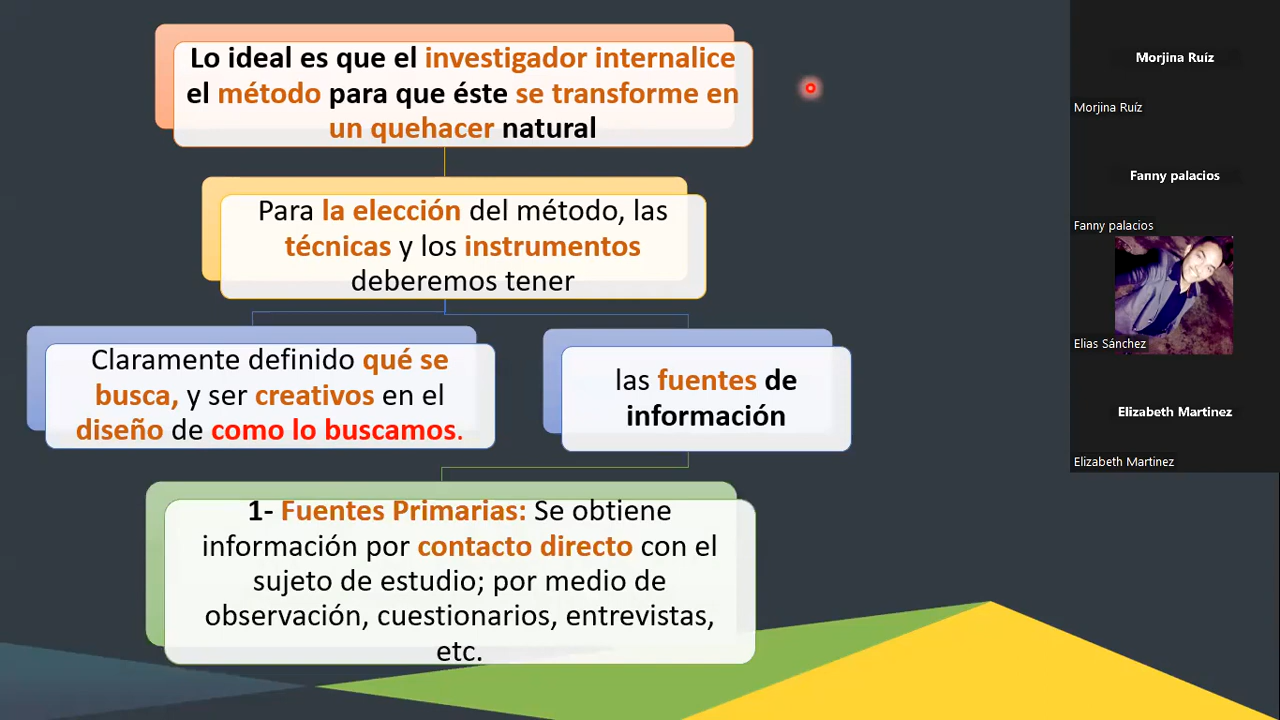 Lo ideal es que el investigador internalice
el método para que éste se transforme en
un quehacer natural
Para la elección del método, las
técnicas y los instrumentos
deberemos tener
Claramente definido qué se
busca, y ser creativos en el
diseño de como lo buscamos.
las fuentes de
información
1- Fuentes Primarias: Se obtiene
información por contacto directo con el
sujeto de estudio; por medio de
observación, cuestionarios, entrevistas,
etc.
Morjina Ruíz
Morjina Ruíz
Fanny palacios
Fanny palacios
Elias Sánchez
Elizabeth Martinez
Elizabeth Martinez